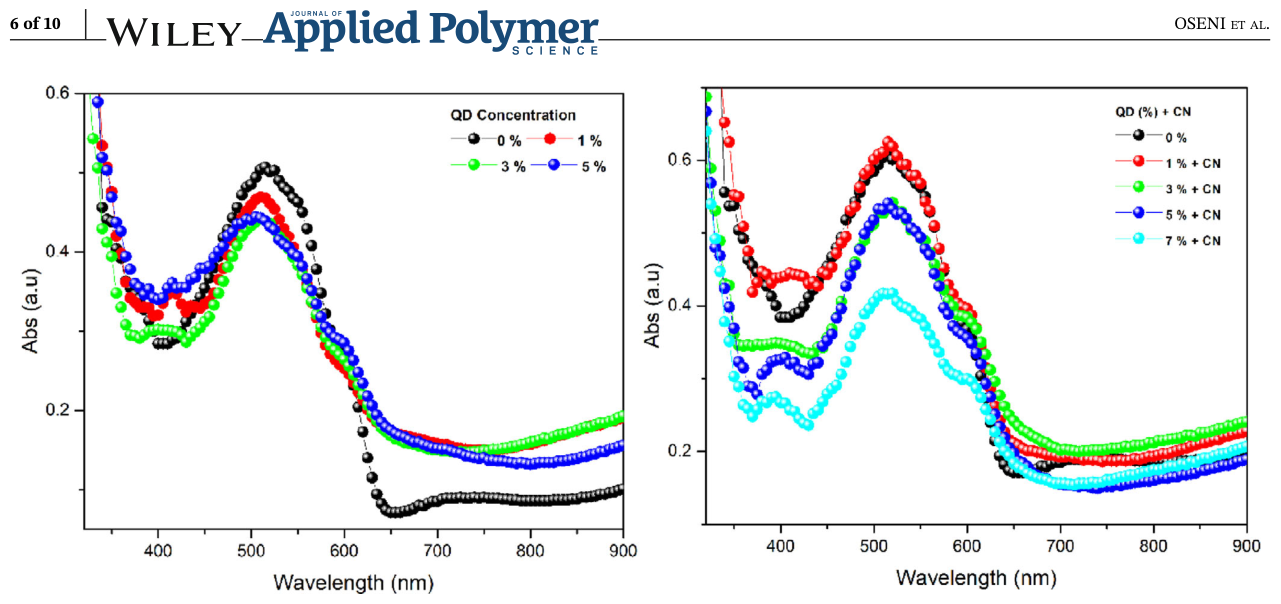 6 of 10
WILEY
JOURNAL OF
Applied Polymer
SCIENCE
OSENI ET AL.
0.6
0.4
0.2
Abs (a.u)
QD Concentration
0 %
1 %
3 %
5 %
400
500
600
700
800
900
Wavelength (nm)
0.6
0.4
0.2
Abs (a.u)
QD (%) + CN
0 %
1 % + CN
3 % + CN
5 % + CN
7 % + CN
400
500
600
700
800
900
Wavelength (nm)